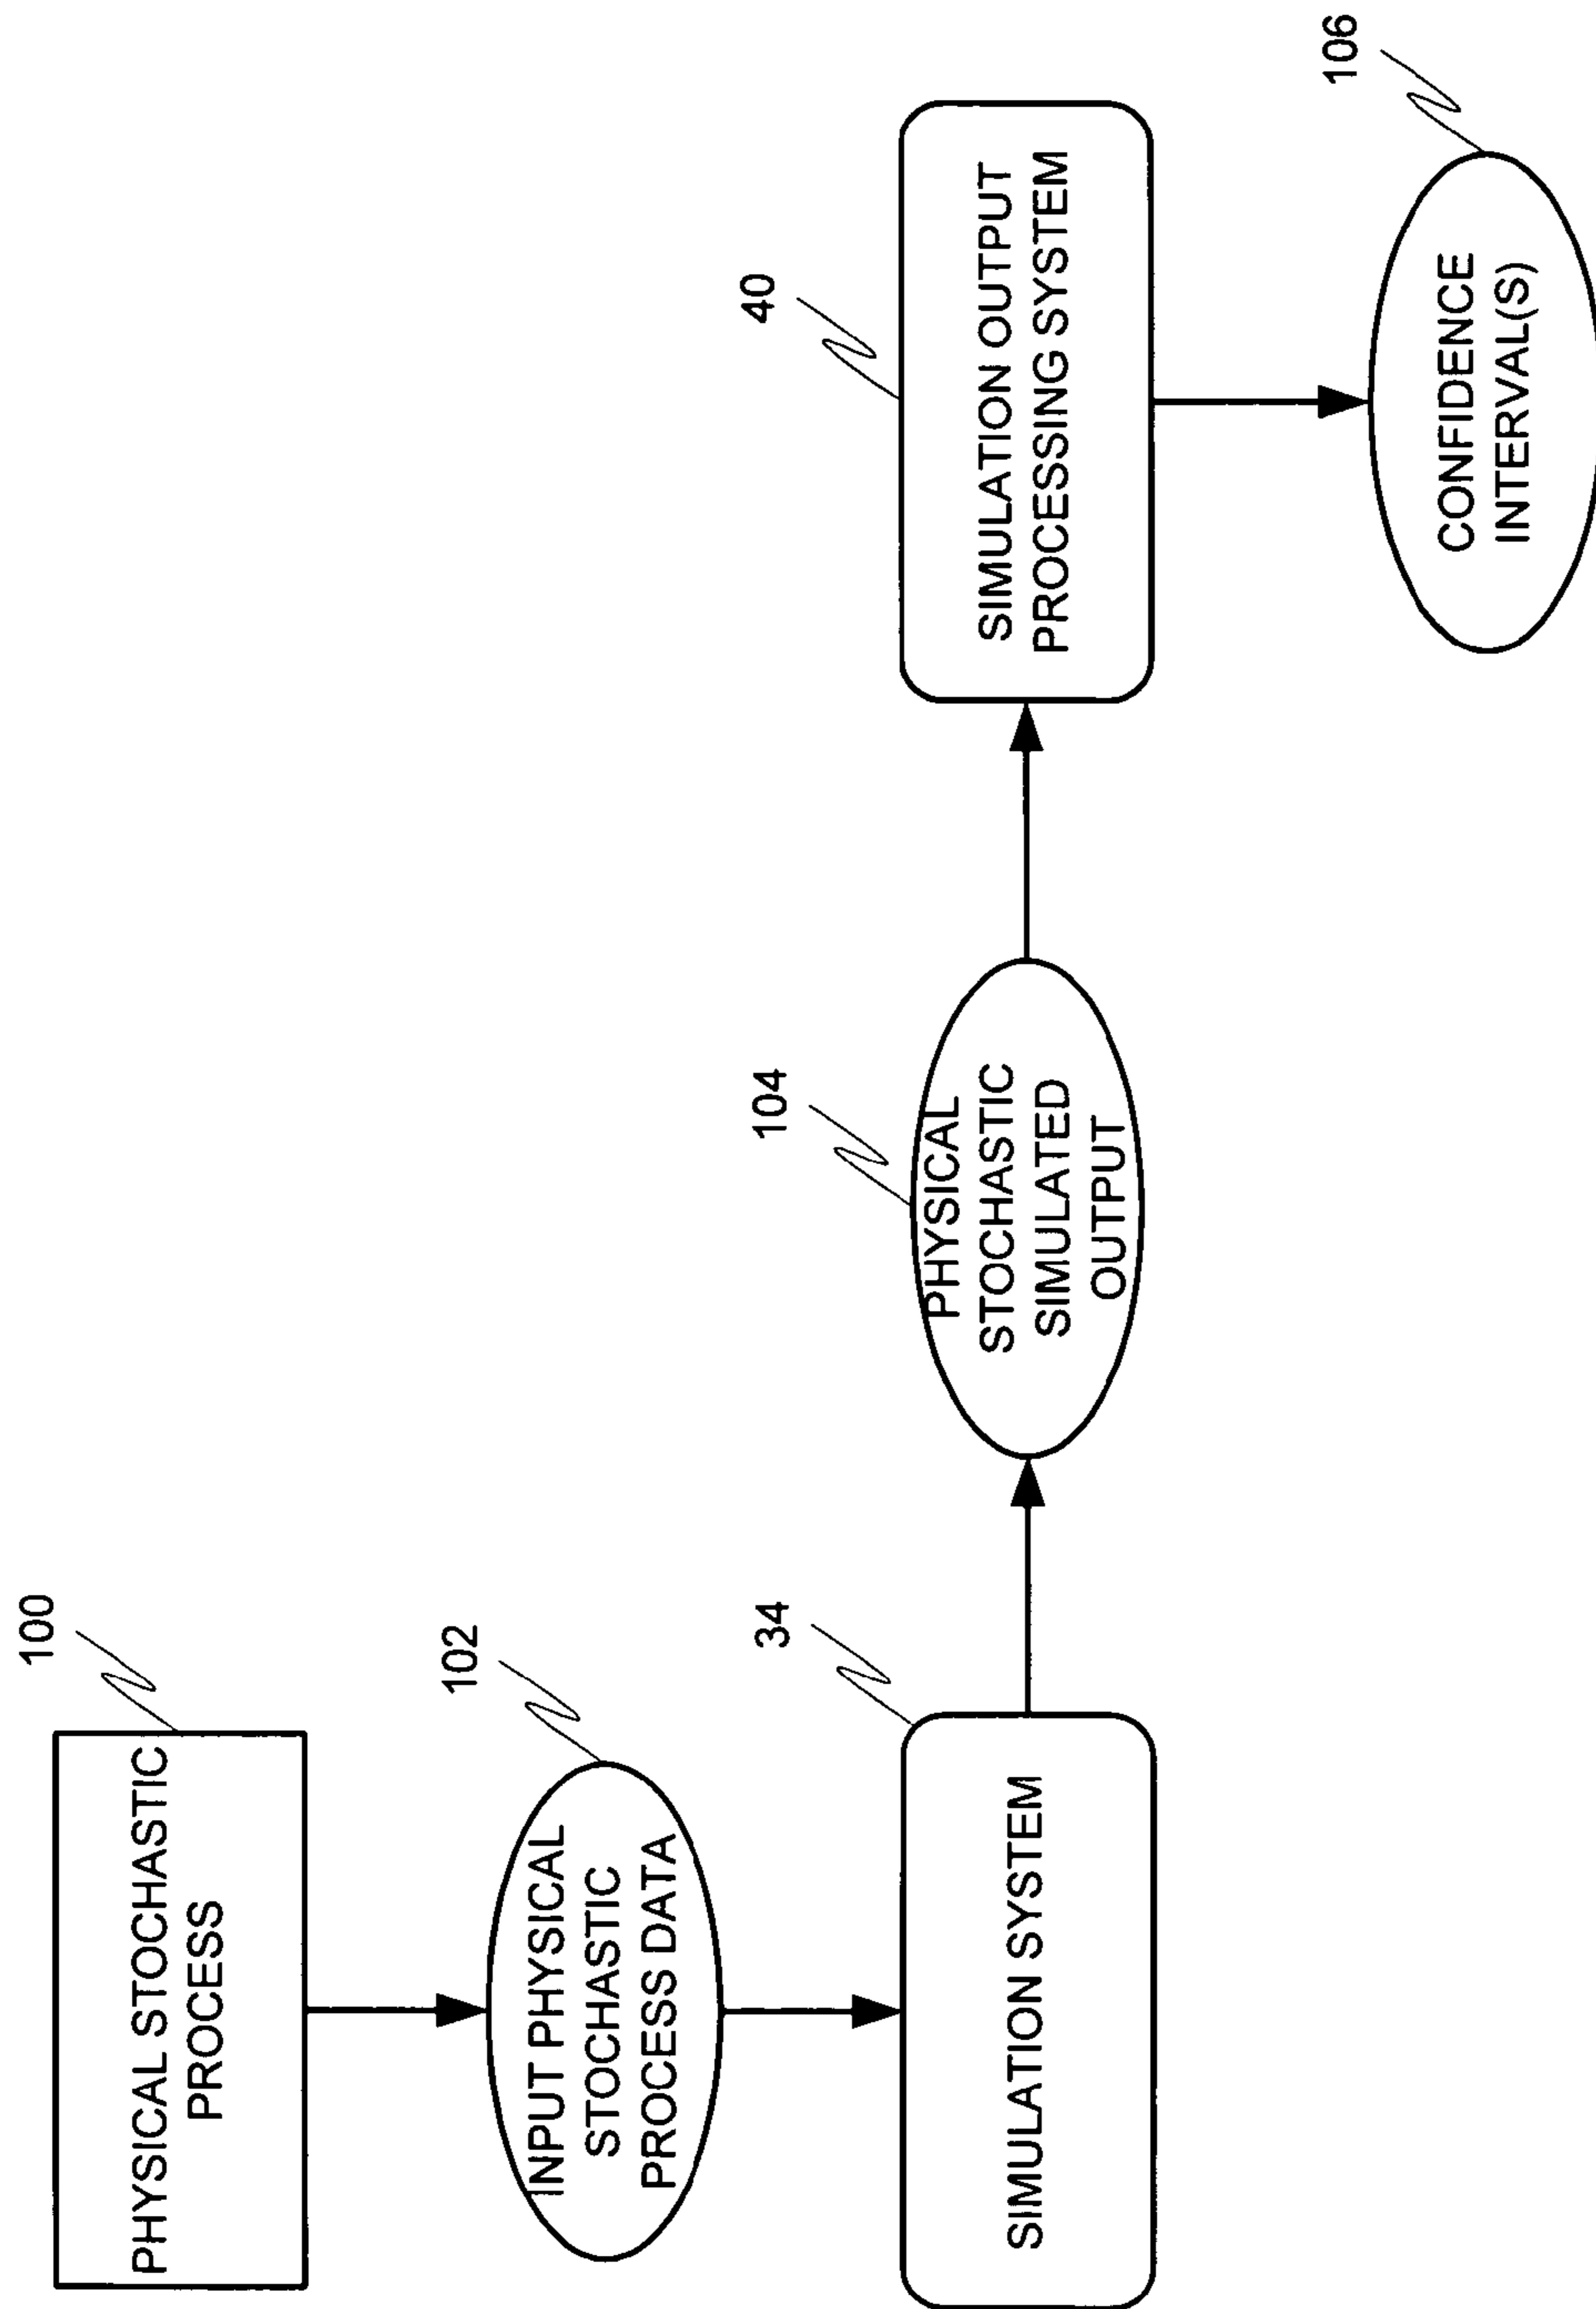 100
PHYSICAL STOCHASTIC
PROCESS
102
INPUT PHYSICAL
STOCHASTIC
PROCESS DATA
34
SIMULATION SYSTEM
104
PHYSICAL
STOCHASTIC
SIMULATED
OUTPUT
40
SIMULATION OUTPUT
PROCESSING SYSTEM
106
CONFIDENCE
INTERVAL(S)